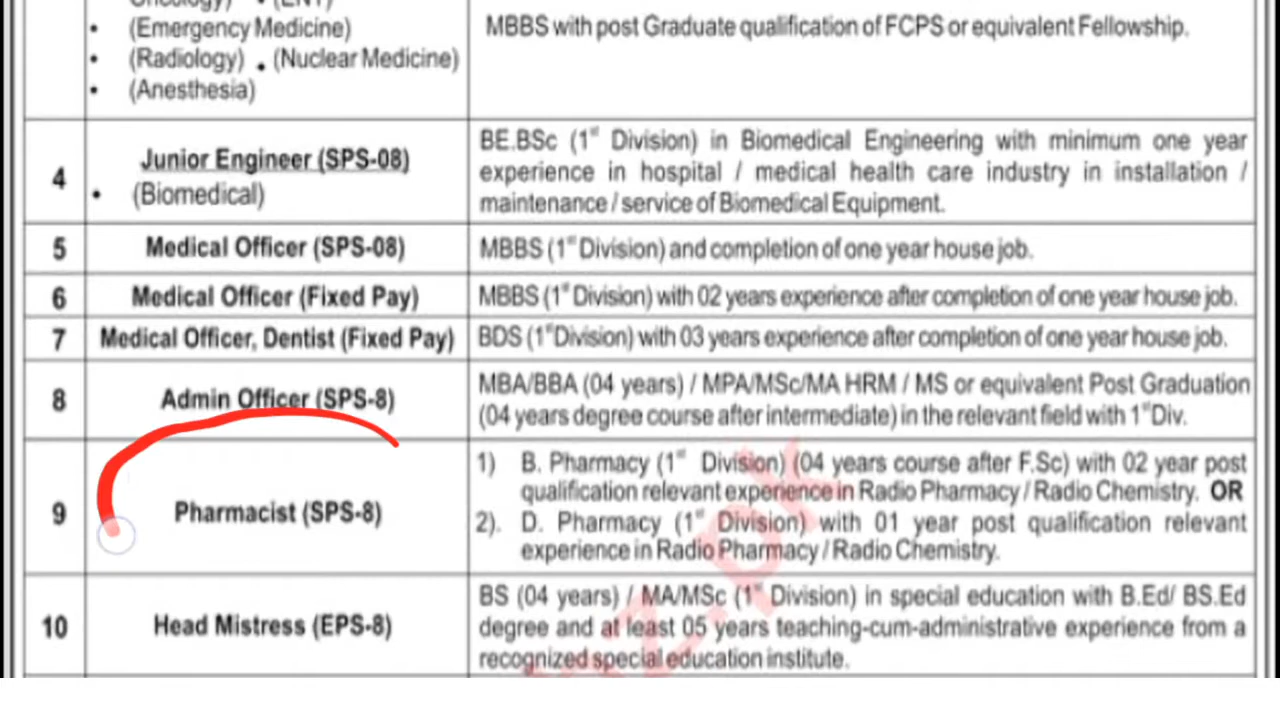 (ENT)
• (Emergency Medicine)
• (Radiology) • (Nuclear Medicine)
• (Anesthesia)
MBBS with post Graduate qualification of FCPS or equivalent Fellowship.
4
Junior Engineer (SPS-08)
• (Biomedical)
BE.BSc (1st Division) in Biomedical Engineering with minimum one year
experience in hospital / medical health care industry in installation /
maintenance / service of Biomedical Equipment.
5
Medical Officer (SPS-08)
MBBS (1st Division) and completion of one year house job.
6
Medical Officer (Fixed Pay)
MBBS (1st Division) with 02 years experience after completion of one year house job.
7
Medical Officer, Dentist (Fixed Pay)
BDS (1st Division) with 03 years experience after completion of one year house job.
8
Admin Officer (SPS-8)
MBA/BBA (04 years) / MPA/MSc/MA HRM / MS or equivalent Post Graduation
(04 years degree course after intermediate) in the relevant field with 1st Div.
9
Pharmacist (SPS-8)
1) B. Pharmacy (1st Division) (04 years course after F.Sc) with 02 year post
qualification relevant experience in Radio Pharmacy / Radio Chemistry. OR
2). D. Pharmacy (1st Division) with 01 year post qualification relevant
experience in Radio Pharmacy / Radio Chemistry.
10
Head Mistress (EPS-8)
BS (04 years) / MA/MSc (1st Division) in special education with B.Ed/ BS.Ed
degree and at least 05 years teaching-cum-administrative experience from a
recognized special education institute.